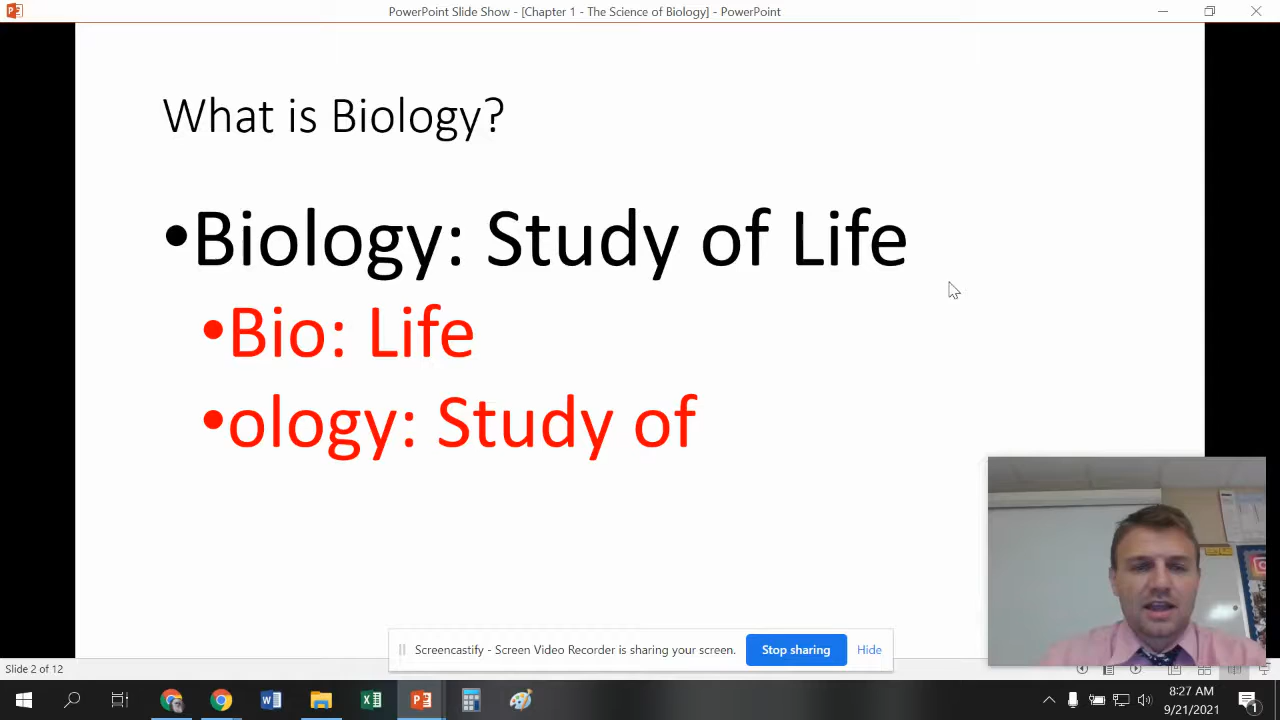 PowerPoint Slide Show - [Chapter 1 - The Science of Biology] - PowerPoint
What is Biology?
•Biology: Study of Life
•Bio: Life
•ology: Study of
Screencastify - Screen Video Recorder is sharing your screen. Stop sharing Hide
Slide 2 of 12
8:27 AM
9/21/2021
1